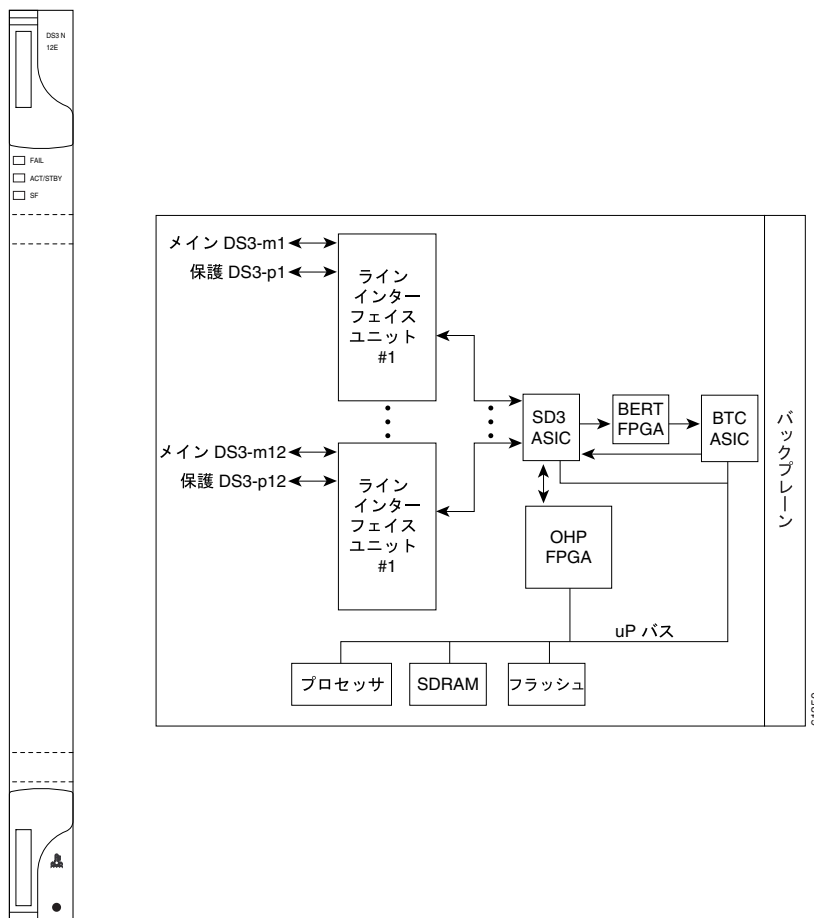 DS3 N
12E
FAIL
ACT/STBY
SF
メイン DS3-m1
保護 DS3-p1
ライン
インター
フェイス
ユニット
#1
メイン DS3-m12
保護 DS3-p12
ライン
インター
フェイス
ユニット
#1
SD3
ASIC
BERT
FPGA
BTC
ASIC
OHP
FPGA
uP バス
プロセッサ
SDRAM
フラッシュ
バックプレーン